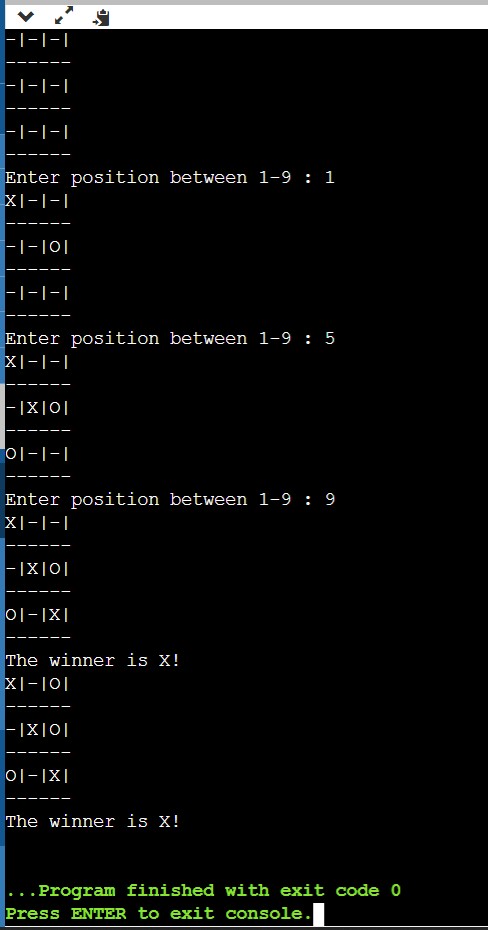 -|-|-|
------
-|-|-|
------
-|-|-|
------
Enter position between 1-9 : 1
X|-|-|
------
-|-|O|
------
-|-|-|
------
Enter position between 1-9 : 5
X|-|-|
------
-|X|O|
------
O|-|-|
------
Enter position between 1-9 : 9
X|-|-|
------
-|X|O|
------
O|-|X|
------
The winner is X!
X|-|O|
------
-|X|O|
------
O|-|X|
------
The winner is X!
...Program finished with exit code 0
Press ENTER to exit console.